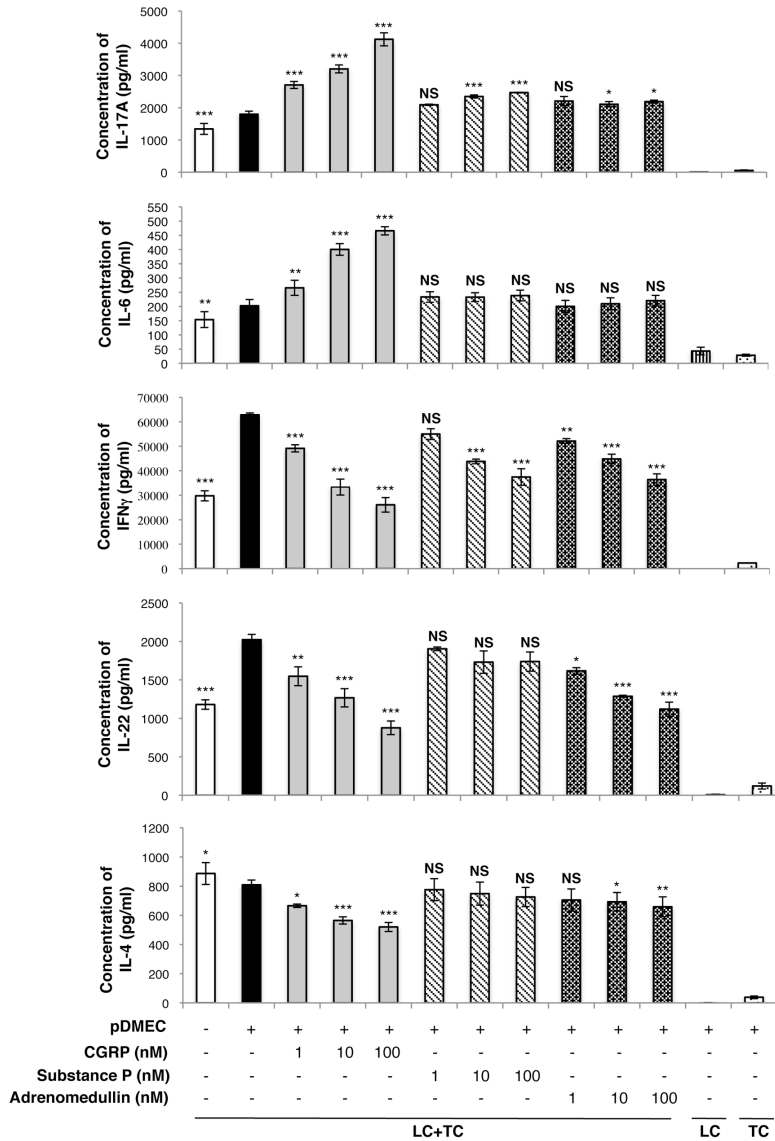 Concentration of
IL-17A (pg/ml)
5000
4000
3000
2000
1000
0
*** *** *** *** NS *** *** NS * *
Concentration of
IL-6 (pg/ml)
550
500
450
400
350
300
250
200
150
100
50
0
** ** *** *** NS NS NS NS NS NS
Concentration of
IFNγ (pg/ml)
70000
60000
50000
40000
30000
20000
10000
0
*** *** *** *** NS *** *** ** *** ***
Concentration of
IL-22 (pg/ml)
2500
2000
1500
1000
500
0
*** ** *** *** NS NS NS * *** ***
Concentration of
IL-4 (pg/ml)
1200
1000
800
600
400
200
0
* * *** *** NS NS NS NS * **
pDMEC - + + + + + + + + + + + +
CGRP (nM) - - 1 10 100 - - - - - - - -
Substance P (nM) - - - - - 1 10 100 - - - - -
Adrenomedullin (nM) - - - - - - - - 1 10 100 - -
LC+TC LC TC